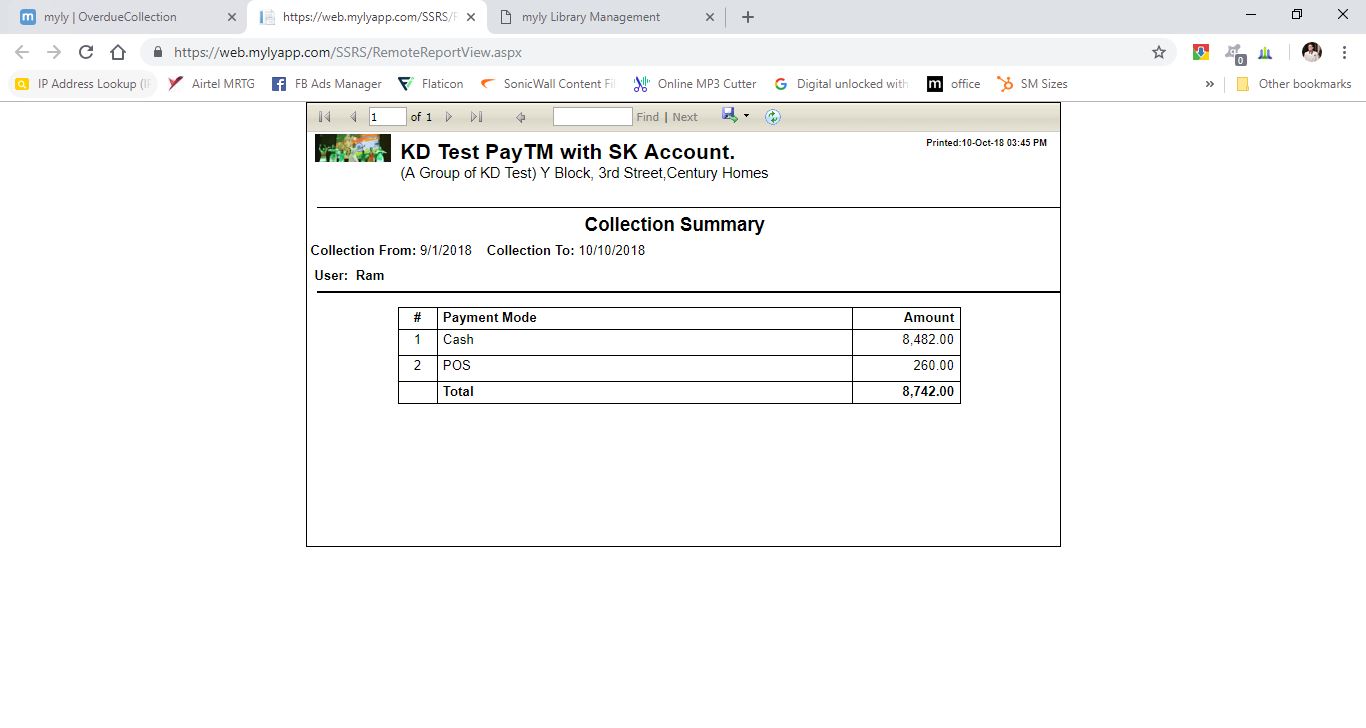 myly | OverdueCollection
https://web.mylyapp.com/SSRS/R
myly Library Management
https://web.mylyapp.com/SSRS/RemoteReportView.aspx
0
IP Address Lookup (IP Airtel MRTG FB Ads Manager Flaticon SonicWall Content Fil Online MP3 Cutter Digital unlocked with office SM Sizes » Other bookmarks
1 of 1 Find | Next
Printed:10-Oct-18 03:45 PM
KD Test PayTM with SK Account.
(A Group of KD Test) Y Block, 3rd Street,Century Homes
Collection Summary
Collection From: 9/1/2018 Collection To: 10/10/2018
User: Ram
# Payment Mode Amount
1 Cash 8,482.00
2 POS 260.00
Total 8,742.00